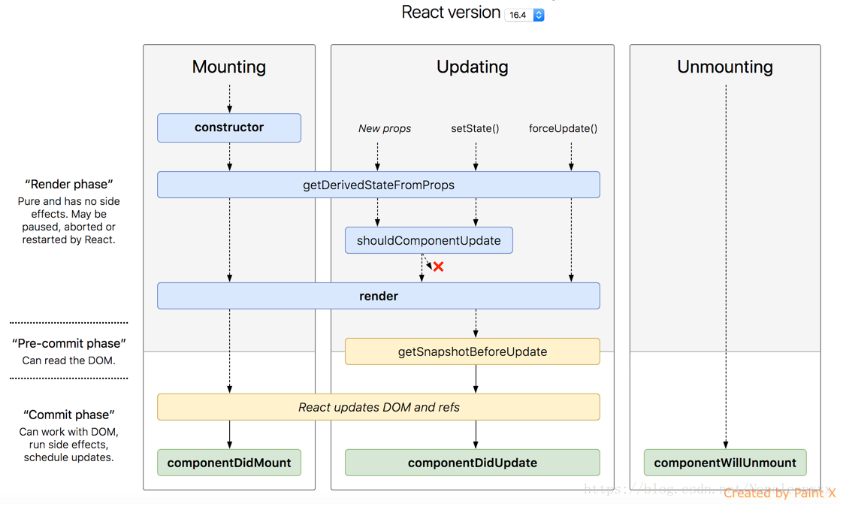 React version 16.4
Mounting
Updating
Unmounting
constructor
New props
setState()
forceUpdate()
"Render phase"
Pure and has no side
effects. May be
paused, aborted or
restarted by React.
getDerivedStateFromProps
shouldComponentUpdate
render
"Pre-commit phase"
Can read the DOM.
getSnapshotBeforeUpdate
"Commit phase"
Can work with DOM,
run side effects,
schedule updates.
React updates DOM and refs
componentDidMount
componentDidUpdate
componentWillUnmount
https://blog.csdn.net/
Created by Paint X